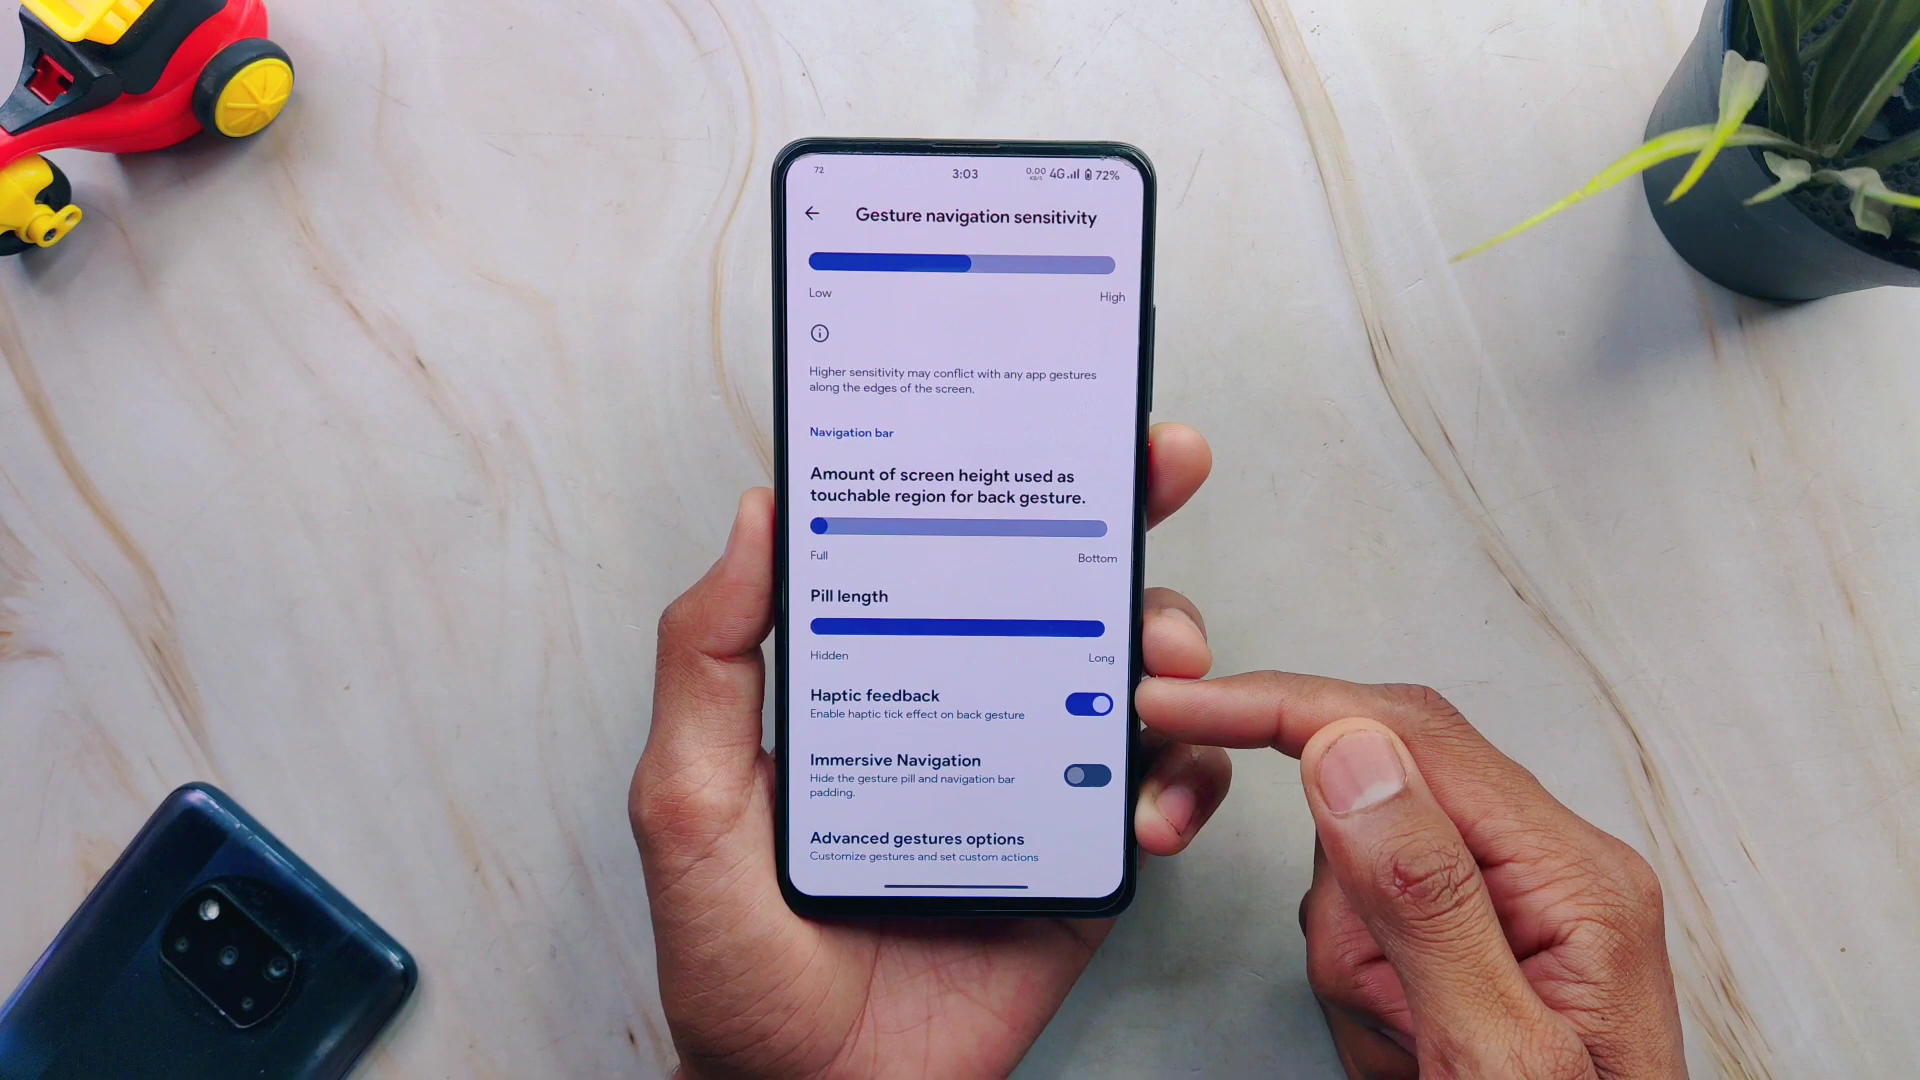 72
3:03
0.00
KB/S
4G
72%
Gesture navigation sensitivity
Low
High
Higher sensitivity may conflict with any app gestures
along the edges of the screen.
Navigation bar
Amount of screen height used as
touchable region for back gesture.
Full
Bottom
Pill length
Hidden
Long
Haptic feedback
Enable haptic tick effect on back gesture
Immersive Navigation
Hide the gesture pill and navigation bar
padding.
Advanced gestures options
Customize gestures and set custom actions